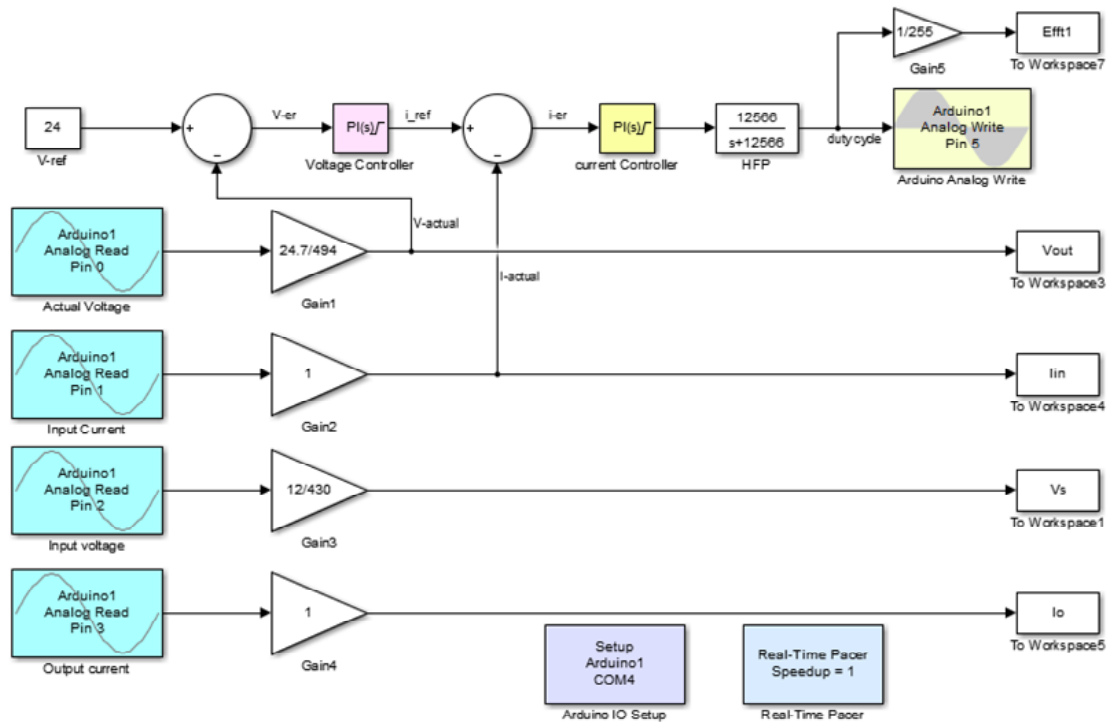 1/255
Gain5
Efft1
To Workspace7
24
V-ref
+
−
V-er
PI(s)
Voltage Controller
i_ref
+
−
i-er
PI(s)
current Controller
12566
s+12566
HFP
duty cycle
Arduino1
Analog Write
Pin 5
Arduino Analog Write
Arduino1
Analog Read
Pin 0
Actual Voltage
24.7/494
Gain1
V-actual
I-actual
Vout
To Workspace3
Arduino1
Analog Read
Pin 1
Input Current
1
Gain2
Iin
To Workspace4
Arduino1
Analog Read
Pin 2
Input voltage
12/430
Gain3
Vs
To Workspace1
Arduino1
Analog Read
Pin 3
Output current
1
Gain4
Io
To Workspace5
Setup
Arduino1
COM4
Arduino IO Setup
Real-Time Pacer
Speedup = 1
Real-Time Pacer